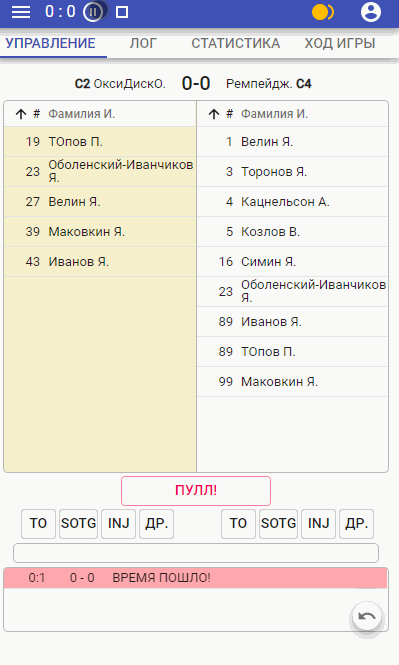 0 : 0
УПРАВЛЕНИЕ ЛОГ СТАТИСТИКА ХОД ИГРЫ
С2 ОксиДискО. 0-0 Ремпейдж. С4
# Фамилия И. # Фамилия И.
19 ТОпов П. 1 Велин Я.
23 Оболенский-Иванчиков Я. 3 Торонов Я.
27 Велин Я. 4 Кацнельсон А.
39 Маковкин Я. 5 Козлов В.
43 Иванов Я. 16 Симин Я.
23 Оболенский-Иванчиков Я.
89 Иванов Я.
89 ТОпов П.
99 Маковкин Я.
ПУЛЛ!
TO SOTG INJ ДР. TO SOTG INJ ДР.
0:1 0 - 0 ВРЕМЯ ПОШЛО!